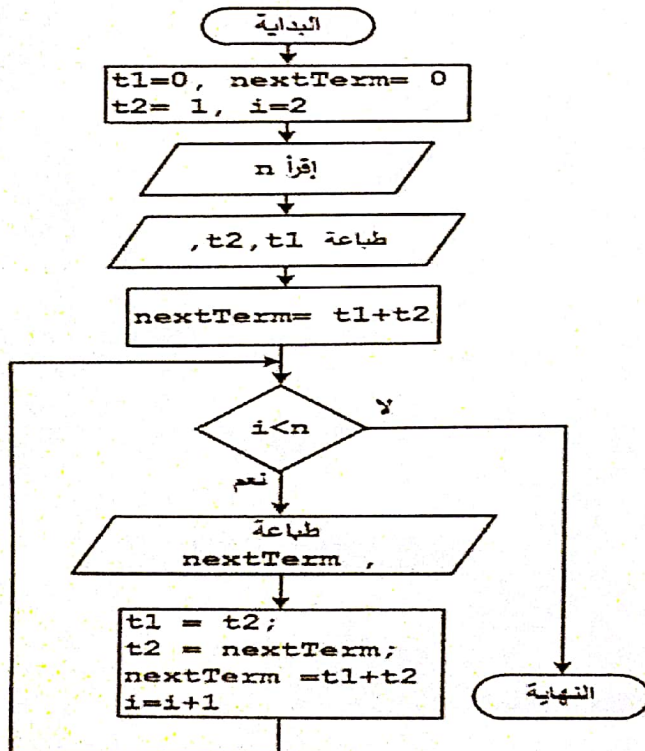 البداية
t1=0, nextTerm= 0
t2= 1, i=2
إقرأ n
طباعة t2,t1,
nextTerm= t1+t2
i<n
لا
نعم
طباعة
nextTerm ,
t1 = t2;
t2 = nextTerm;
nextTerm =t1+t2
i=i+1
النهاية